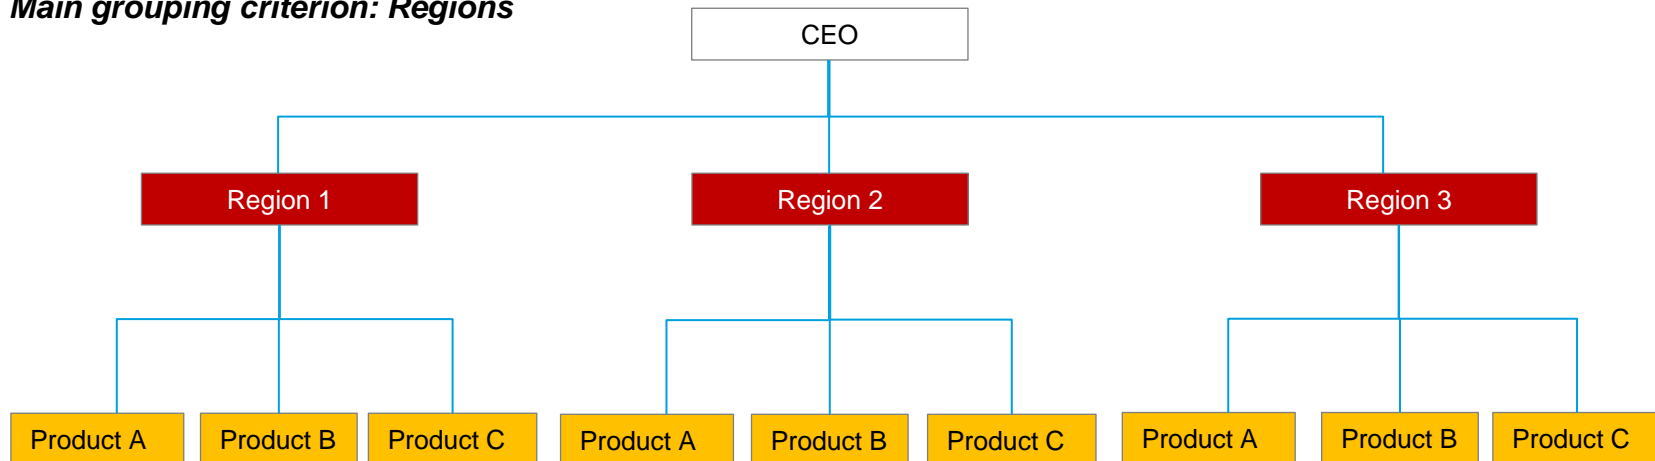 Main grouping criterion: Regions
CEO
Region 1
Region 2
Region 3
Product A
Product B
Product C
Product A
Product B
Product C
Product A
Product B
Product C